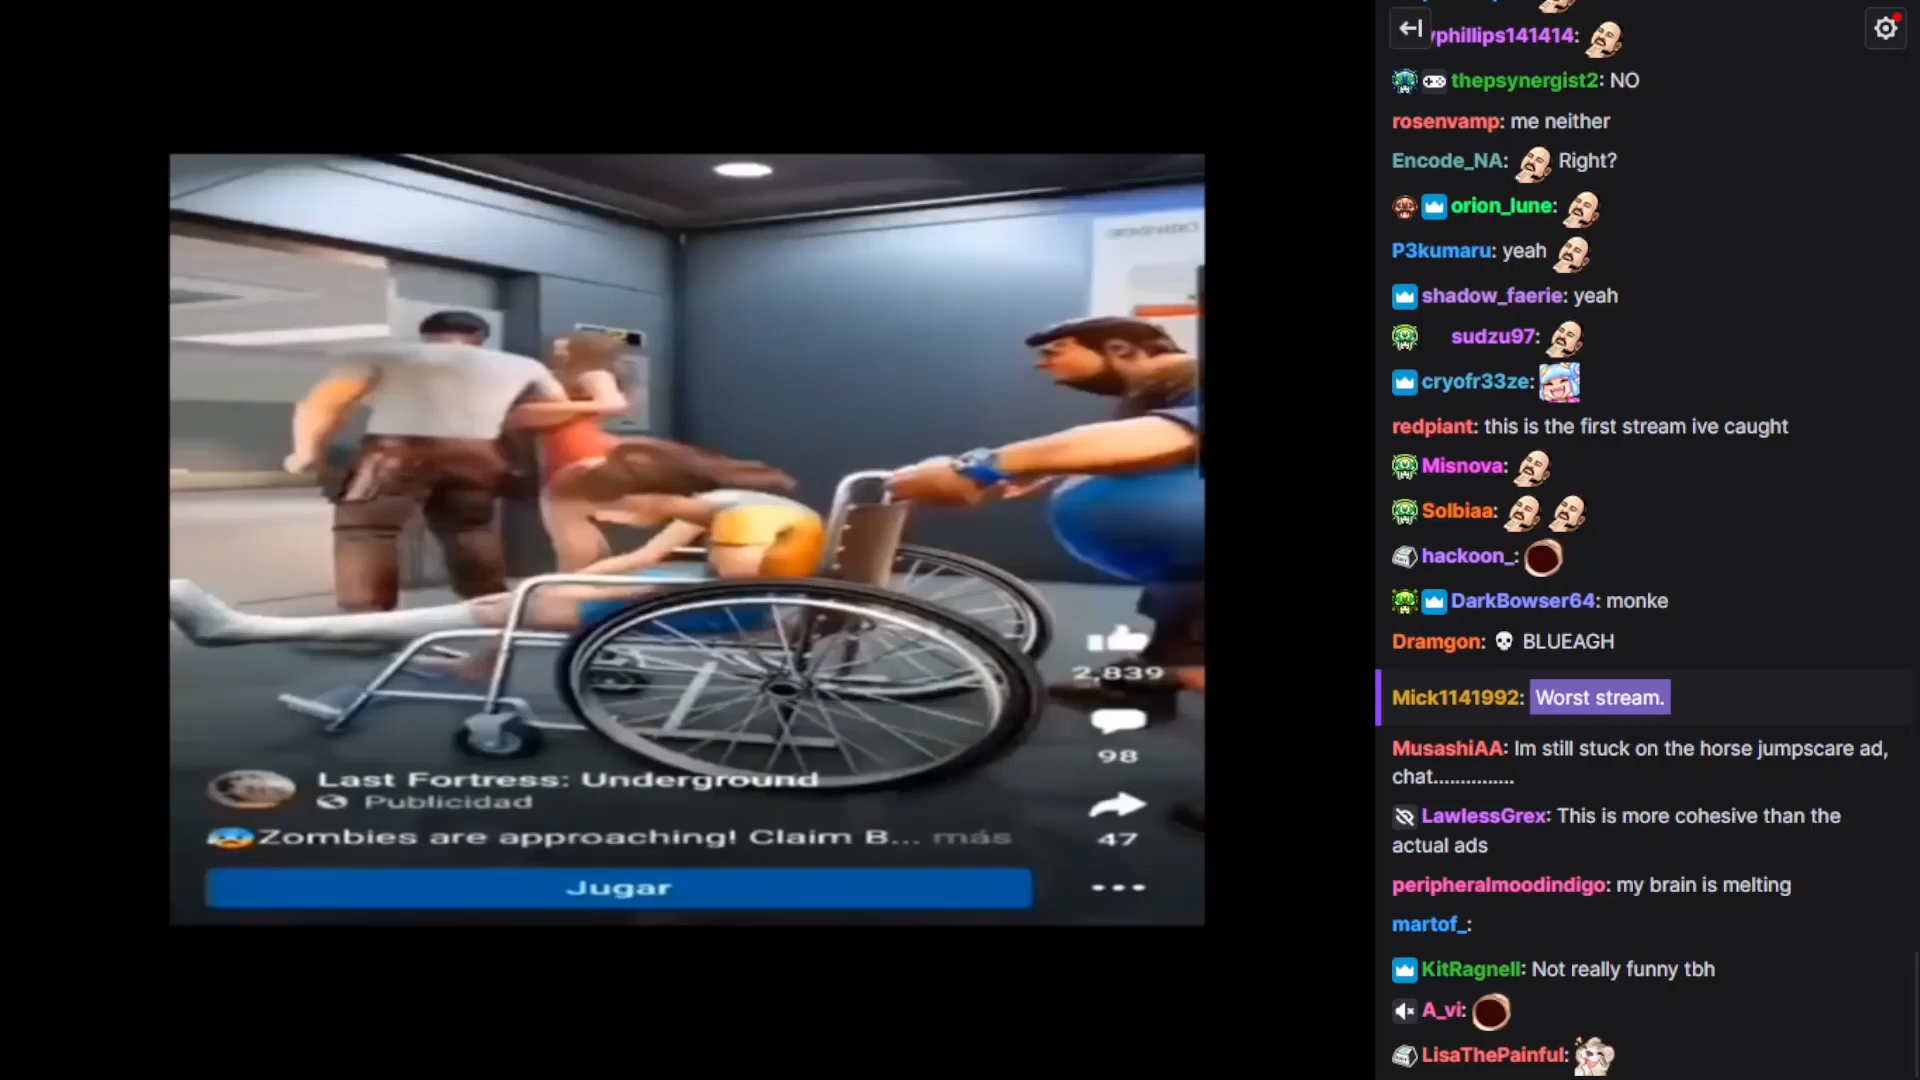 Last Fortress: Underground
Publicidad
Zombies are approaching! Claim B... más
Jugar
2,839
98
47
yphillips141414:
thepsynergist2: NO
rosenvamp: me neither
Encode_NA: Right?
orion_lune:
P3kumaru: yeah
shadow_faerie: yeah
sudzu97:
cryofr33ze:
redpiant: this is the first stream ive caught
Misnova:
Solbiaa:
hackoon_:
DarkBowser64: monke
Dramgon: 💀 BLUEAGH
Mick1141992: Worst stream.
MusashiAA: Im still stuck on the horse jumpscare ad,
chat...............
LawlessGrex: This is more cohesive than the
actual ads
peripheralmoodindigo: my brain is melting
martof_:
KitRagnell: Not really funny tbh
A_vi:
LisaThePainful: